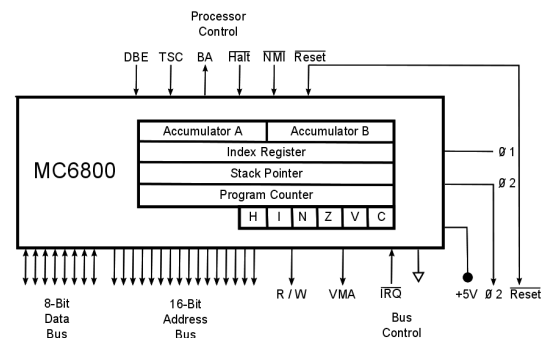 Processor
Control
DBE TSC BA Halt NMI Reset
Accumulator A Accumulator B
Index Register
Stack Pointer
Program Counter
H I N Z V C
MC6800
Ø 1
Ø 2
R / W VMA IRQ +5V Ø 2 Reset
8-Bit
Data
Bus
16-Bit
Address
Bus
Bus
Control